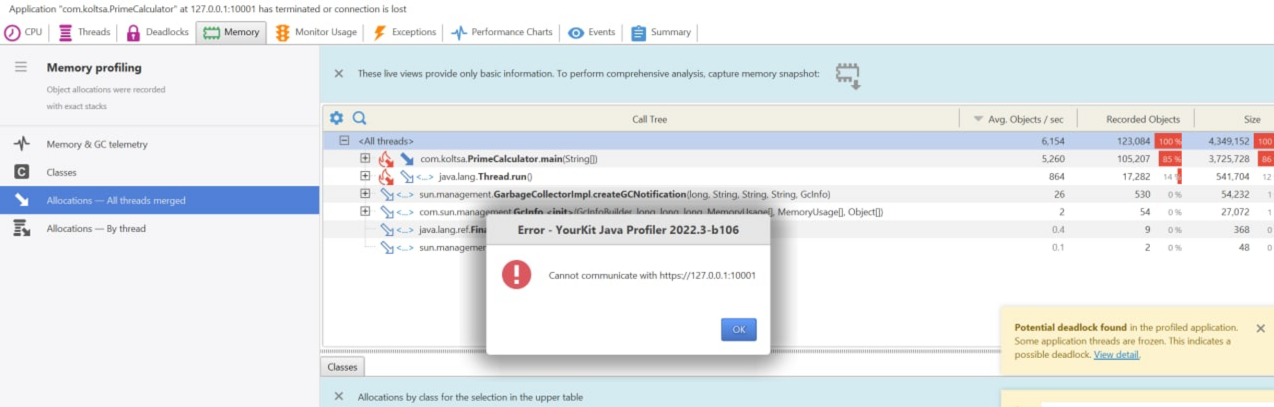 Application "com.koltsa.PrimeCalculator" at 127.0.0.1:10001 has terminated or connection is lost
CPU Threads Deadlocks Memory Monitor Usage Exceptions Performance Charts Events Summary
Memory profiling
Object allocations were recorded
with exact stacks
Memory & GC telemetry
Classes
Allocations — All threads merged
Allocations — By thread
These live views provide only basic information. To perform comprehensive analysis, capture memory snapshot:
Call Tree Avg. Objects / sec Recorded Objects Size
<All threads> 6,154 123,084 100 % 4,349,152 100
com.koltsa.PrimeCalculator.main(String[]) 5,260 105,207 85 % 3,725,728 86
<...> java.lang.Thread.run() 864 17,282 14 % 541,704 12
<...> sun.management.GarbageCollectorImpl.createGCNotification(long, String, String, String, GcInfo) 26 530 0 % 54,232 1
<...> com.sun.management.GcInfo.<init>(GcInfoBuilder, long, long, long, MemoryUsage[], MemoryUsage[], Object[]) 2 54 0 % 27,072 1
<...> java.lang.ref.Fina 0.4 9 0 % 368 0
<...> sun.managemen 0.1 2 0 % 48 0
Error - YourKit Java Profiler 2022.3-b106
Cannot communicate with https://127.0.0.1:10001
OK
Potential deadlock found in the profiled application.
Some application threads are frozen. This indicates a
possible deadlock. View detail.
Classes
Allocations by class for the selection in the upper table